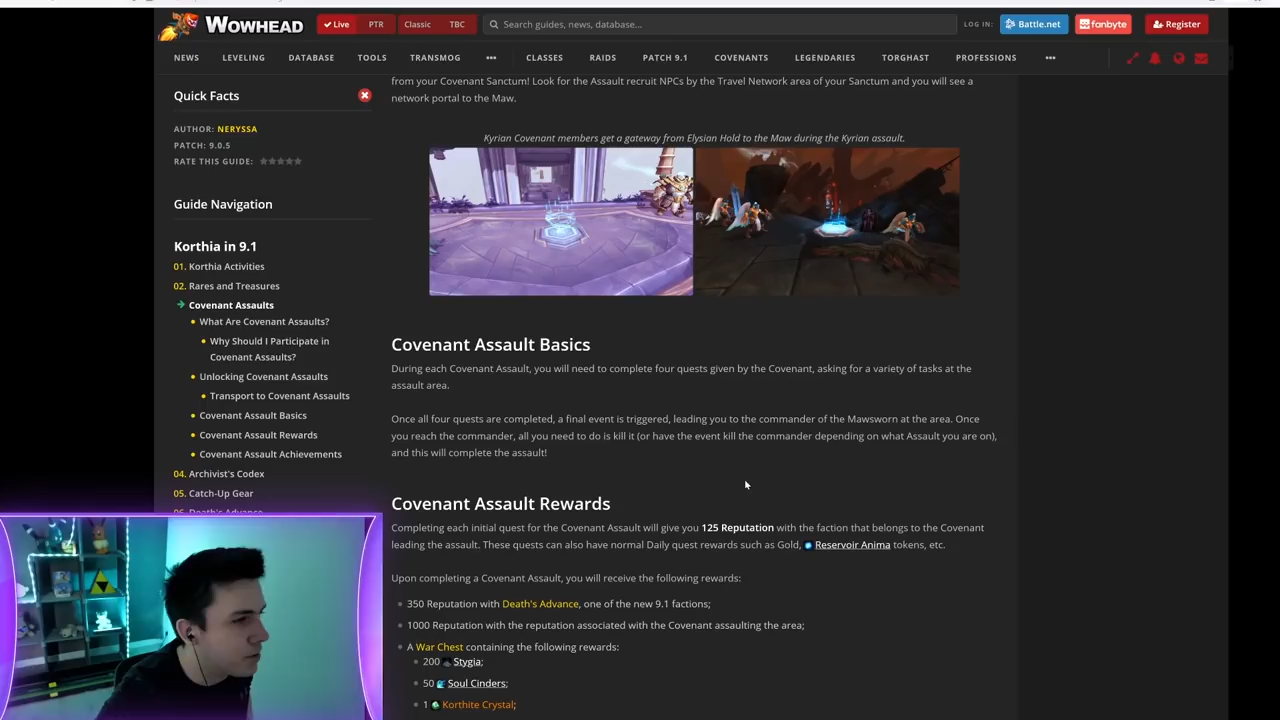 WOWHEAD
Live
PTR
Classic
TBC
Search guides, news, database...
LOG IN:
Battle.net
fanbyte
Register
NEWS
LEVELING
DATABASE
TOOLS
TRANSMOG
CLASSES
RAIDS
PATCH 9.1
COVENANTS
LEGENDARIES
TORGHAST
PROFESSIONS
Quick Facts
AUTHOR: NERYSSA
PATCH: 9.0.5
RATE THIS GUIDE:
Guide Navigation
Korthia in 9.1
01. Korthia Activities
02. Rares and Treasures
Covenant Assaults
What Are Covenant Assaults?
Why Should I Participate in
Covenant Assaults?
Unlocking Covenant Assaults
Transport to Covenant Assaults
Covenant Assault Basics
Covenant Assault Rewards
Covenant Assault Achievements
04. Archivist's Codex
05. Catch-Up Gear
06. Death's Advance
from your Covenant Sanctum! Look for the Assault recruit NPCs by the Travel Network area of your Sanctum and you will see a
network portal to the Maw.
Kyrian Covenant members get a gateway from Elysian Hold to the Maw during the Kyrian assault.
Covenant Assault Basics
During each Covenant Assault, you will need to complete four quests given by the Covenant, asking for a variety of tasks at the
assault area.
Once all four quests are completed, a final event is triggered, leading you to the commander of the Mawsworn at the area. Once
you reach the commander, all you need to do is kill it (or have the event kill the commander depending on what Assault you are on),
and this will complete the assault!
Covenant Assault Rewards
Completing each initial quest for the Covenant Assault will give you 125 Reputation with the faction that belongs to the Covenant
leading the assault. These quests can also have normal Daily quest rewards such as Gold, Reservoir Anima tokens, etc.
Upon completing a Covenant Assault, you will receive the following rewards:
350 Reputation with Death's Advance, one of the new 9.1 factions;
1000 Reputation with the reputation associated with the Covenant assaulting the area;
A War Chest containing the following rewards:
200 Stygia;
50 Soul Cinders;
1 Korthite Crystal;